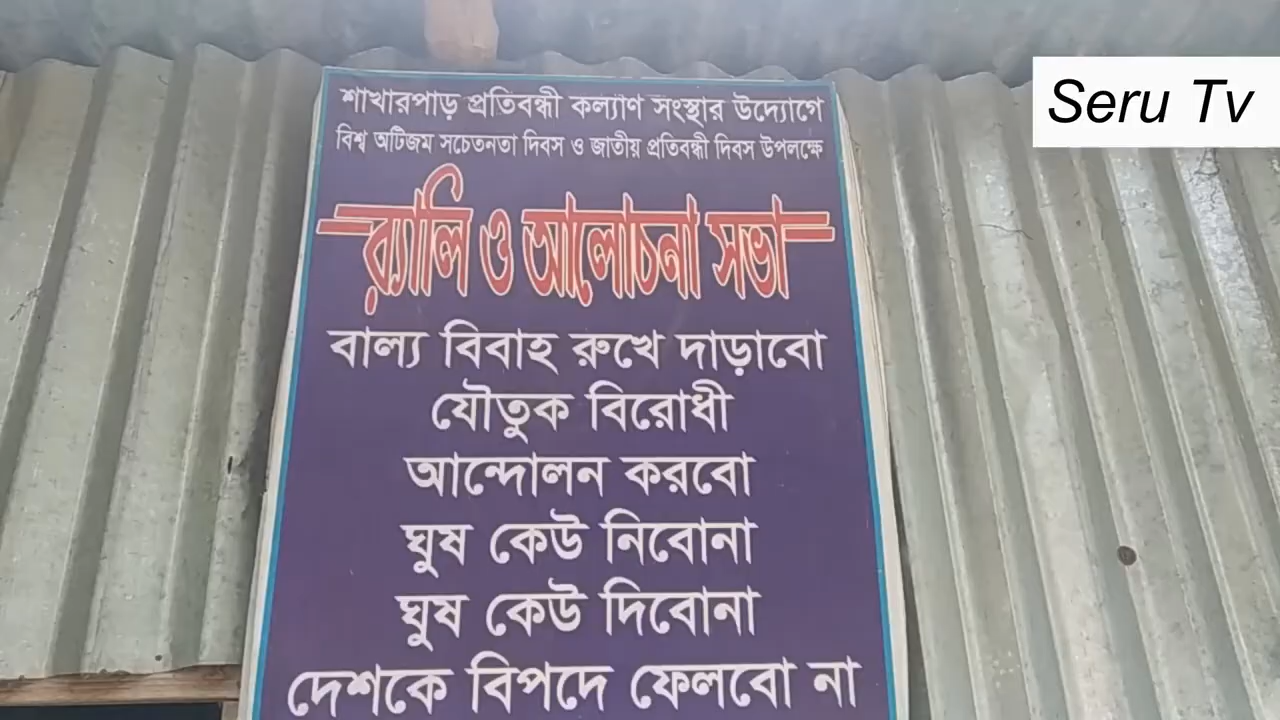 শাখারপাড় প্রতিবন্ধী কল্যাণ সংস্থার উদ্যোগে
বিশ্ব অটিজম সচেতনতা দিবস ও জাতীয় প্রতিবন্ধী দিবস উপলক্ষে
র‍্যালি ও আলোচনা সভা
বাল্য বিবাহ রুখে দাড়াবো
যৌতুক বিরোধী
আন্দোলন করবো
ঘুষ কেউ নিবোনা
ঘুষ কেউ দিবোনা
দেশকে বিপদে ফেলবো না
Seru Tv